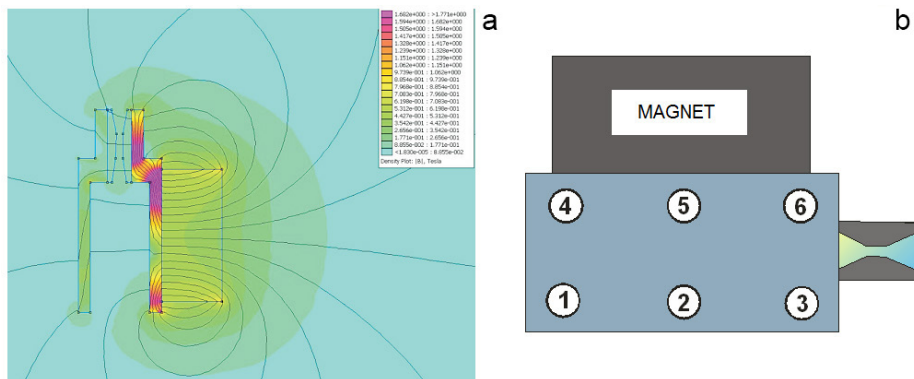 1.682e+000 : >1.771e+000
1.594e+000 : 1.682e+000
1.505e+000 : 1.594e+000
1.417e+000 : 1.505e+000
1.328e+000 : 1.417e+000
1.239e+000 : 1.328e+000
1.151e+000 : 1.239e+000
1.062e+000 : 1.151e+000
9.739e-001 : 1.062e+000
8.854e-001 : 9.739e-001
7.968e-001 : 8.854e-001
7.083e-001 : 7.968e-001
6.198e-001 : 7.083e-001
5.312e-001 : 6.198e-001
4.427e-001 : 5.312e-001
3.542e-001 : 4.427e-001
2.656e-001 : 3.542e-001
1.771e-001 : 2.656e-001
8.855e-002 : 1.771e-001
<1.830e-005 : 8.855e-002
Density Plot: |B|, Tesla
a
b
MAGNET
4 5 6
1 2 3